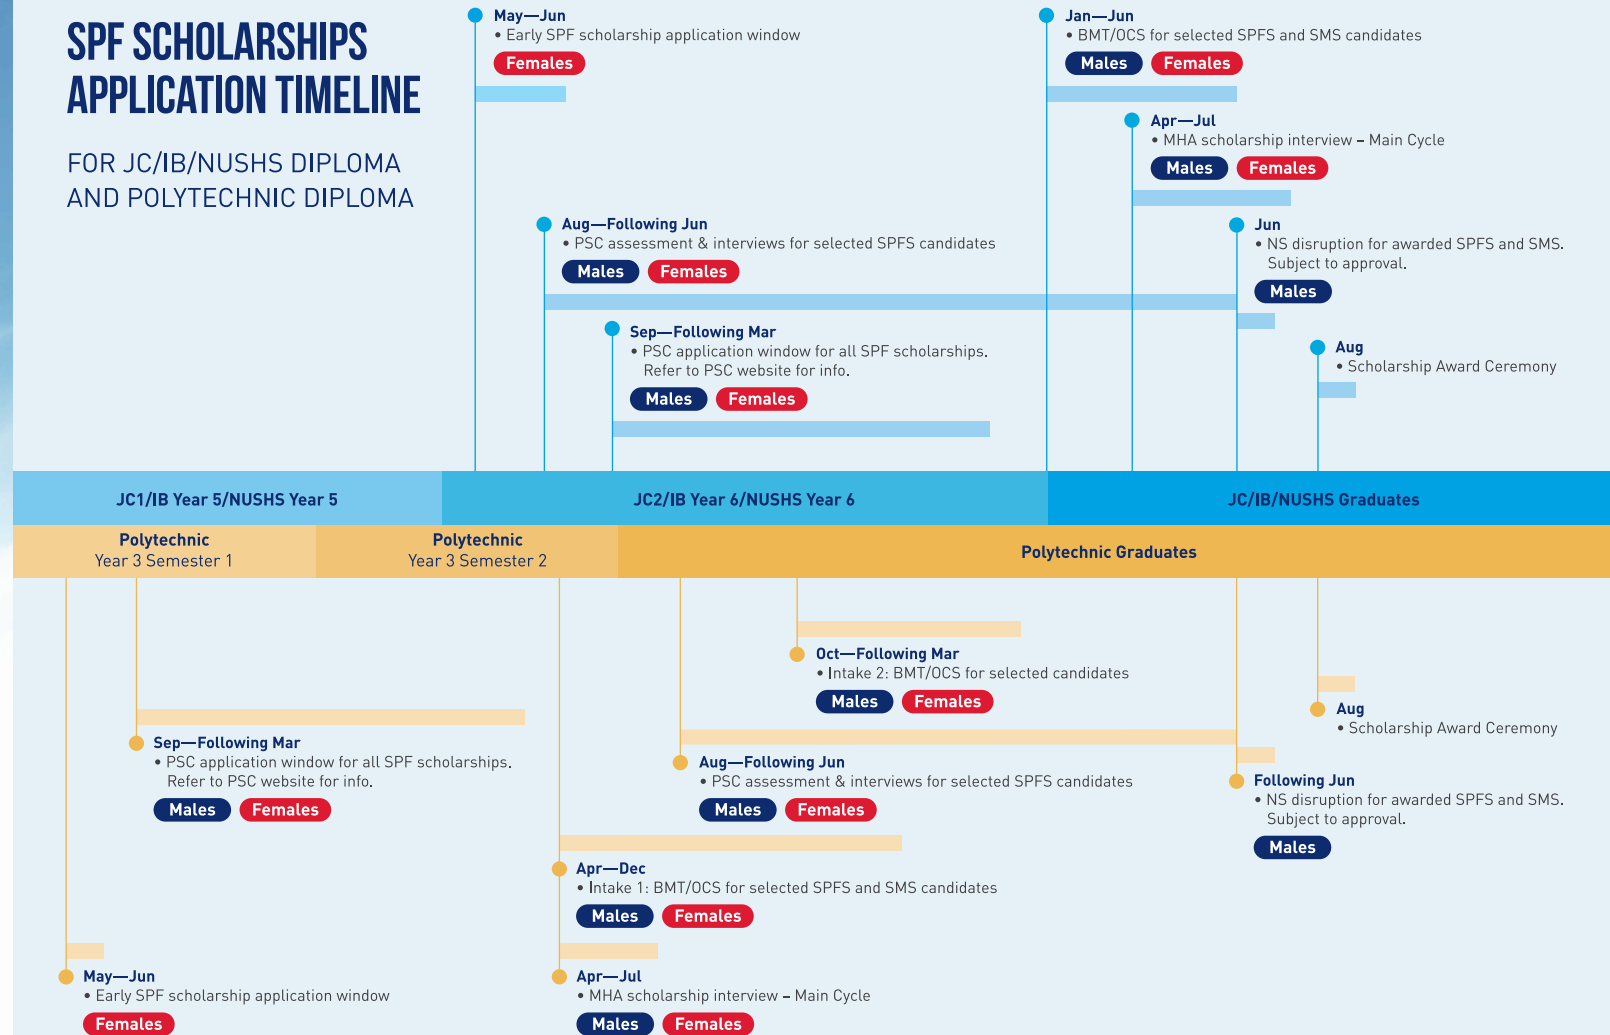 SPF SCHOLARSHIPS
APPLICATION TIMELINE
FOR JC/IB/NUSHS DIPLOMA
AND POLYTECHNIC DIPLOMA
May—Jun
• Early SPF scholarship application window
Females
Jan—Jun
• BMT/OCS for selected SPFS and SMS candidates
Males Females
Apr—Jul
• MHA scholarship interview – Main Cycle
Males Females
Aug—Following Jun
• PSC assessment & interviews for selected SPFS candidates
Males Females
Jun
• NS disruption for awarded SPFS and SMS.
Subject to approval.
Males
Sep—Following Mar
• PSC application window for all SPF scholarships.
Refer to PSC website for info.
Males Females
Aug
• Scholarship Award Ceremony
JC1/IB Year 5/NUSHS Year 5
JC2/IB Year 6/NUSHS Year 6
JC/IB/NUSHS Graduates
Polytechnic
Year 3 Semester 1
Polytechnic
Year 3 Semester 2
Polytechnic Graduates
Oct—Following Mar
• Intake 2: BMT/OCS for selected candidates
Males Females
Aug
• Scholarship Award Ceremony
Sep—Following Mar
• PSC application window for all SPF scholarships.
Refer to PSC website for info.
Males Females
Aug—Following Jun
• PSC assessment & interviews for selected SPFS candidates
Males Females
Following Jun
• NS disruption for awarded SPFS and SMS.
Subject to approval.
Males
Apr—Dec
• Intake 1: BMT/OCS for selected SPFS and SMS candidates
Males Females
May—Jun
• Early SPF scholarship application window
Females
Apr—Jul
• MHA scholarship interview – Main Cycle
Males Females